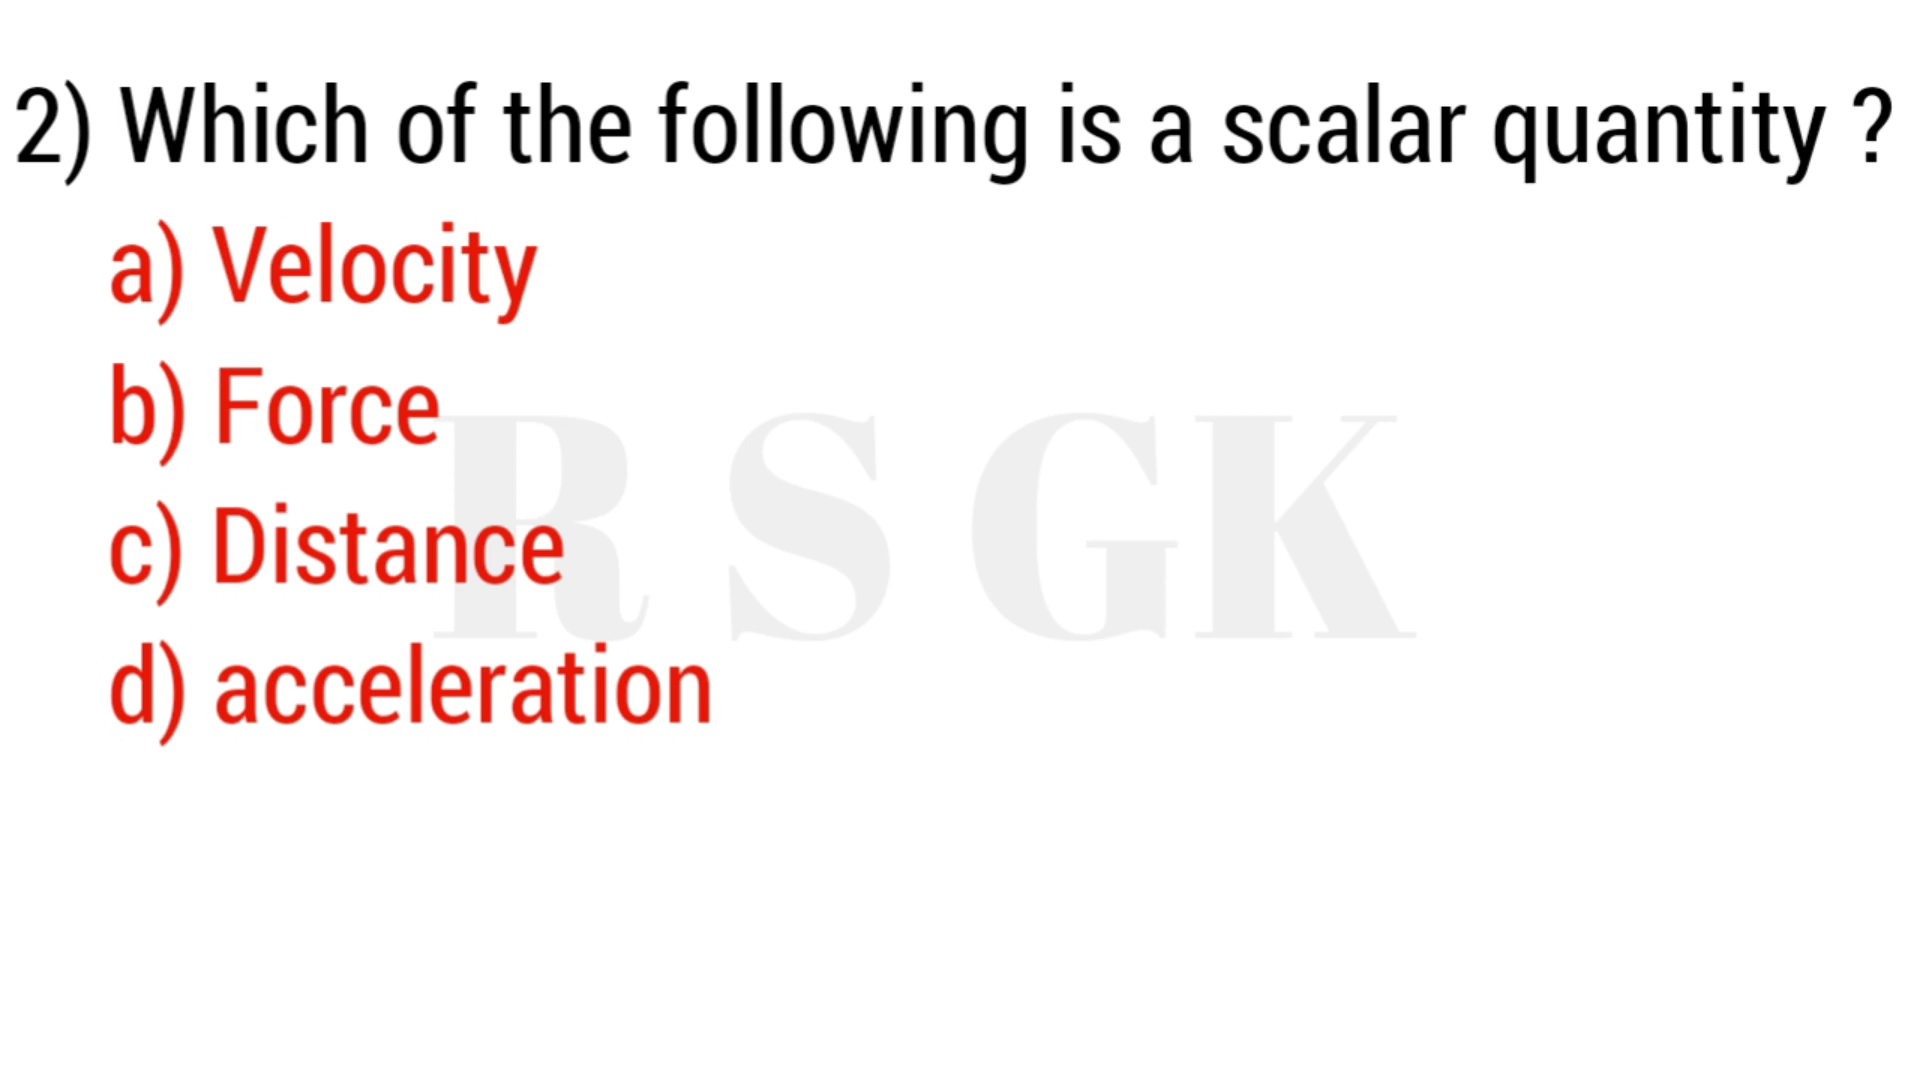 2) Which of the following is a scalar quantity ?
a) Velocity
b) Force
c) Distance
d) acceleration
R S GK